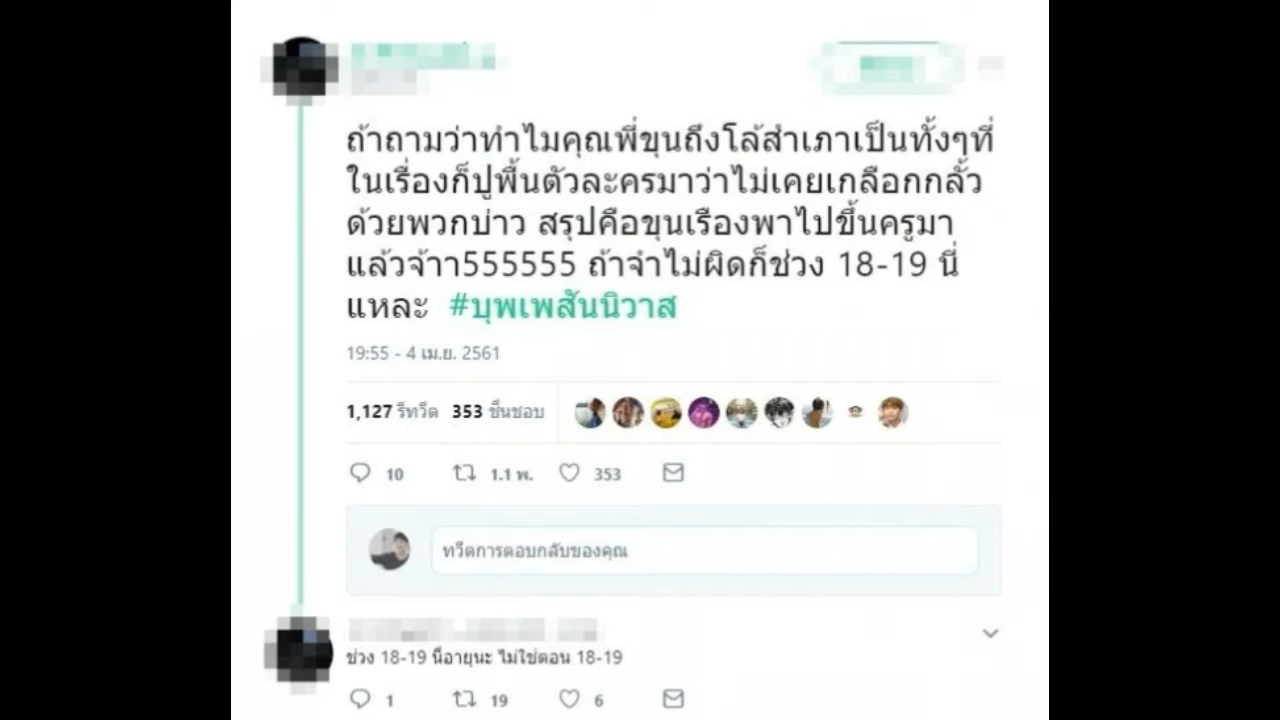 ถ้าถามว่าทำไมคุณพี่ขุนถึงโล้สำเภาเป็นทั้งๆที่
ในเรื่องก็ปูพื้นตัวละครมาว่าไม่เคยเกลือกกลั้ว
ด้วยพวกบ่าว สรุปคือขุนเรืองพาไปขึ้นครูมา
แล้วจ้าา555555 ถ้าจำไม่ผิดก็ช่วง 18-19 นี่
แหละ #บุพเพสันนิวาส
19:55 - 4 เม.ย. 2561
1,127 รีทวีต 353 ชื่นชอบ
10 1.1 พ. 353
ทวีตการตอบกลับของคุณ
ช่วง 18-19 นี่อายุนะ ไม่ใช่ตอน 18-19
1 19 6